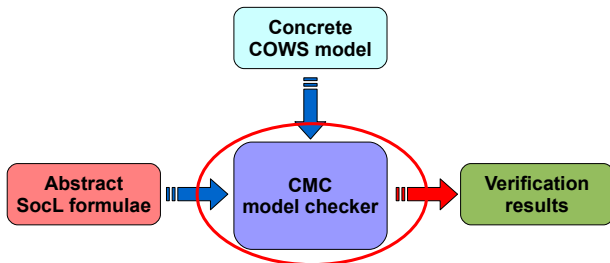 Concrete
COWS model
Abstract
SocL formulae
CMC
model checker
Verification
results